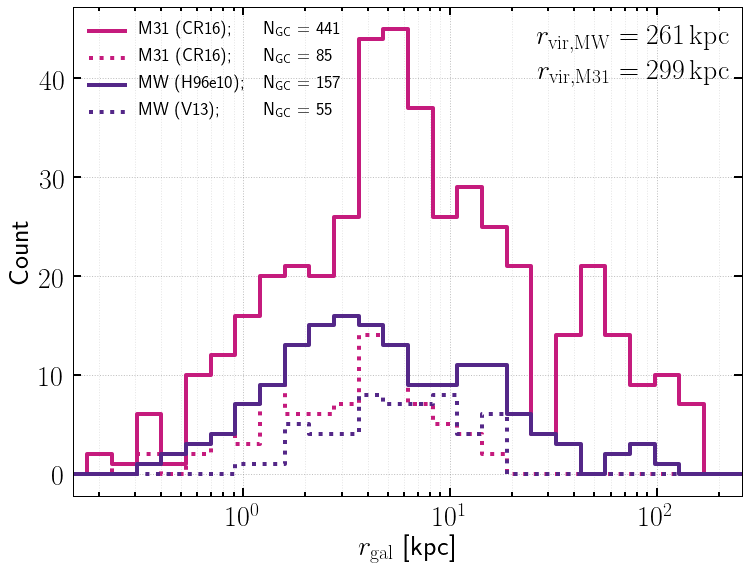 M31 (CR16); N_GC = 441
M31 (CR16); N_GC = 85
MW (H96e10); N_GC = 157
MW (V13); N_GC = 55
r_vir,MW = 261 kpc
r_vir,M31 = 299 kpc
Count
40
30
20
10
0
10^0 10^1 10^2
r_gal [kpc]